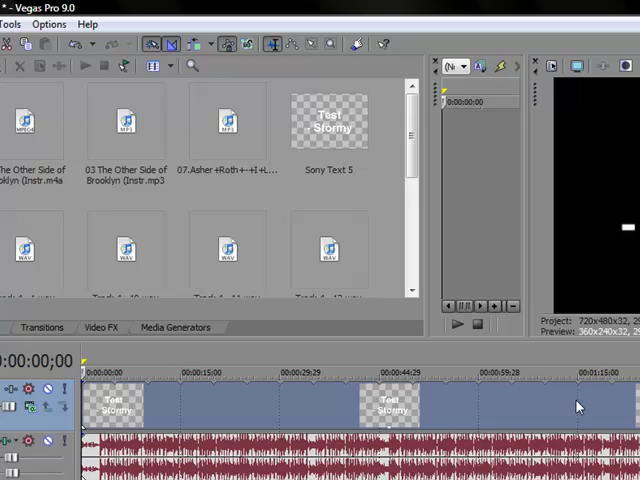 - Vegas Pro 9.0
Tools Options Help
Test
- Stormy
The Other Side of
ooklyn (Instr.m4a
03 The Other Side of
Brooklyn (Instr.mp3
07.Asher+Roth+-+I+L...
Sony Text 5
0:00:00:00
Transitions Video FX Media Generators
Project: 720x480x32, 29
Preview: 360x240x32, 29
00:00:00;00
0:00:00:00 00:00:15:00 00:00:29:29 00:00:44:29 00:00:59:28 00:01:15:00
Test
Stormy
Test
- Stormy